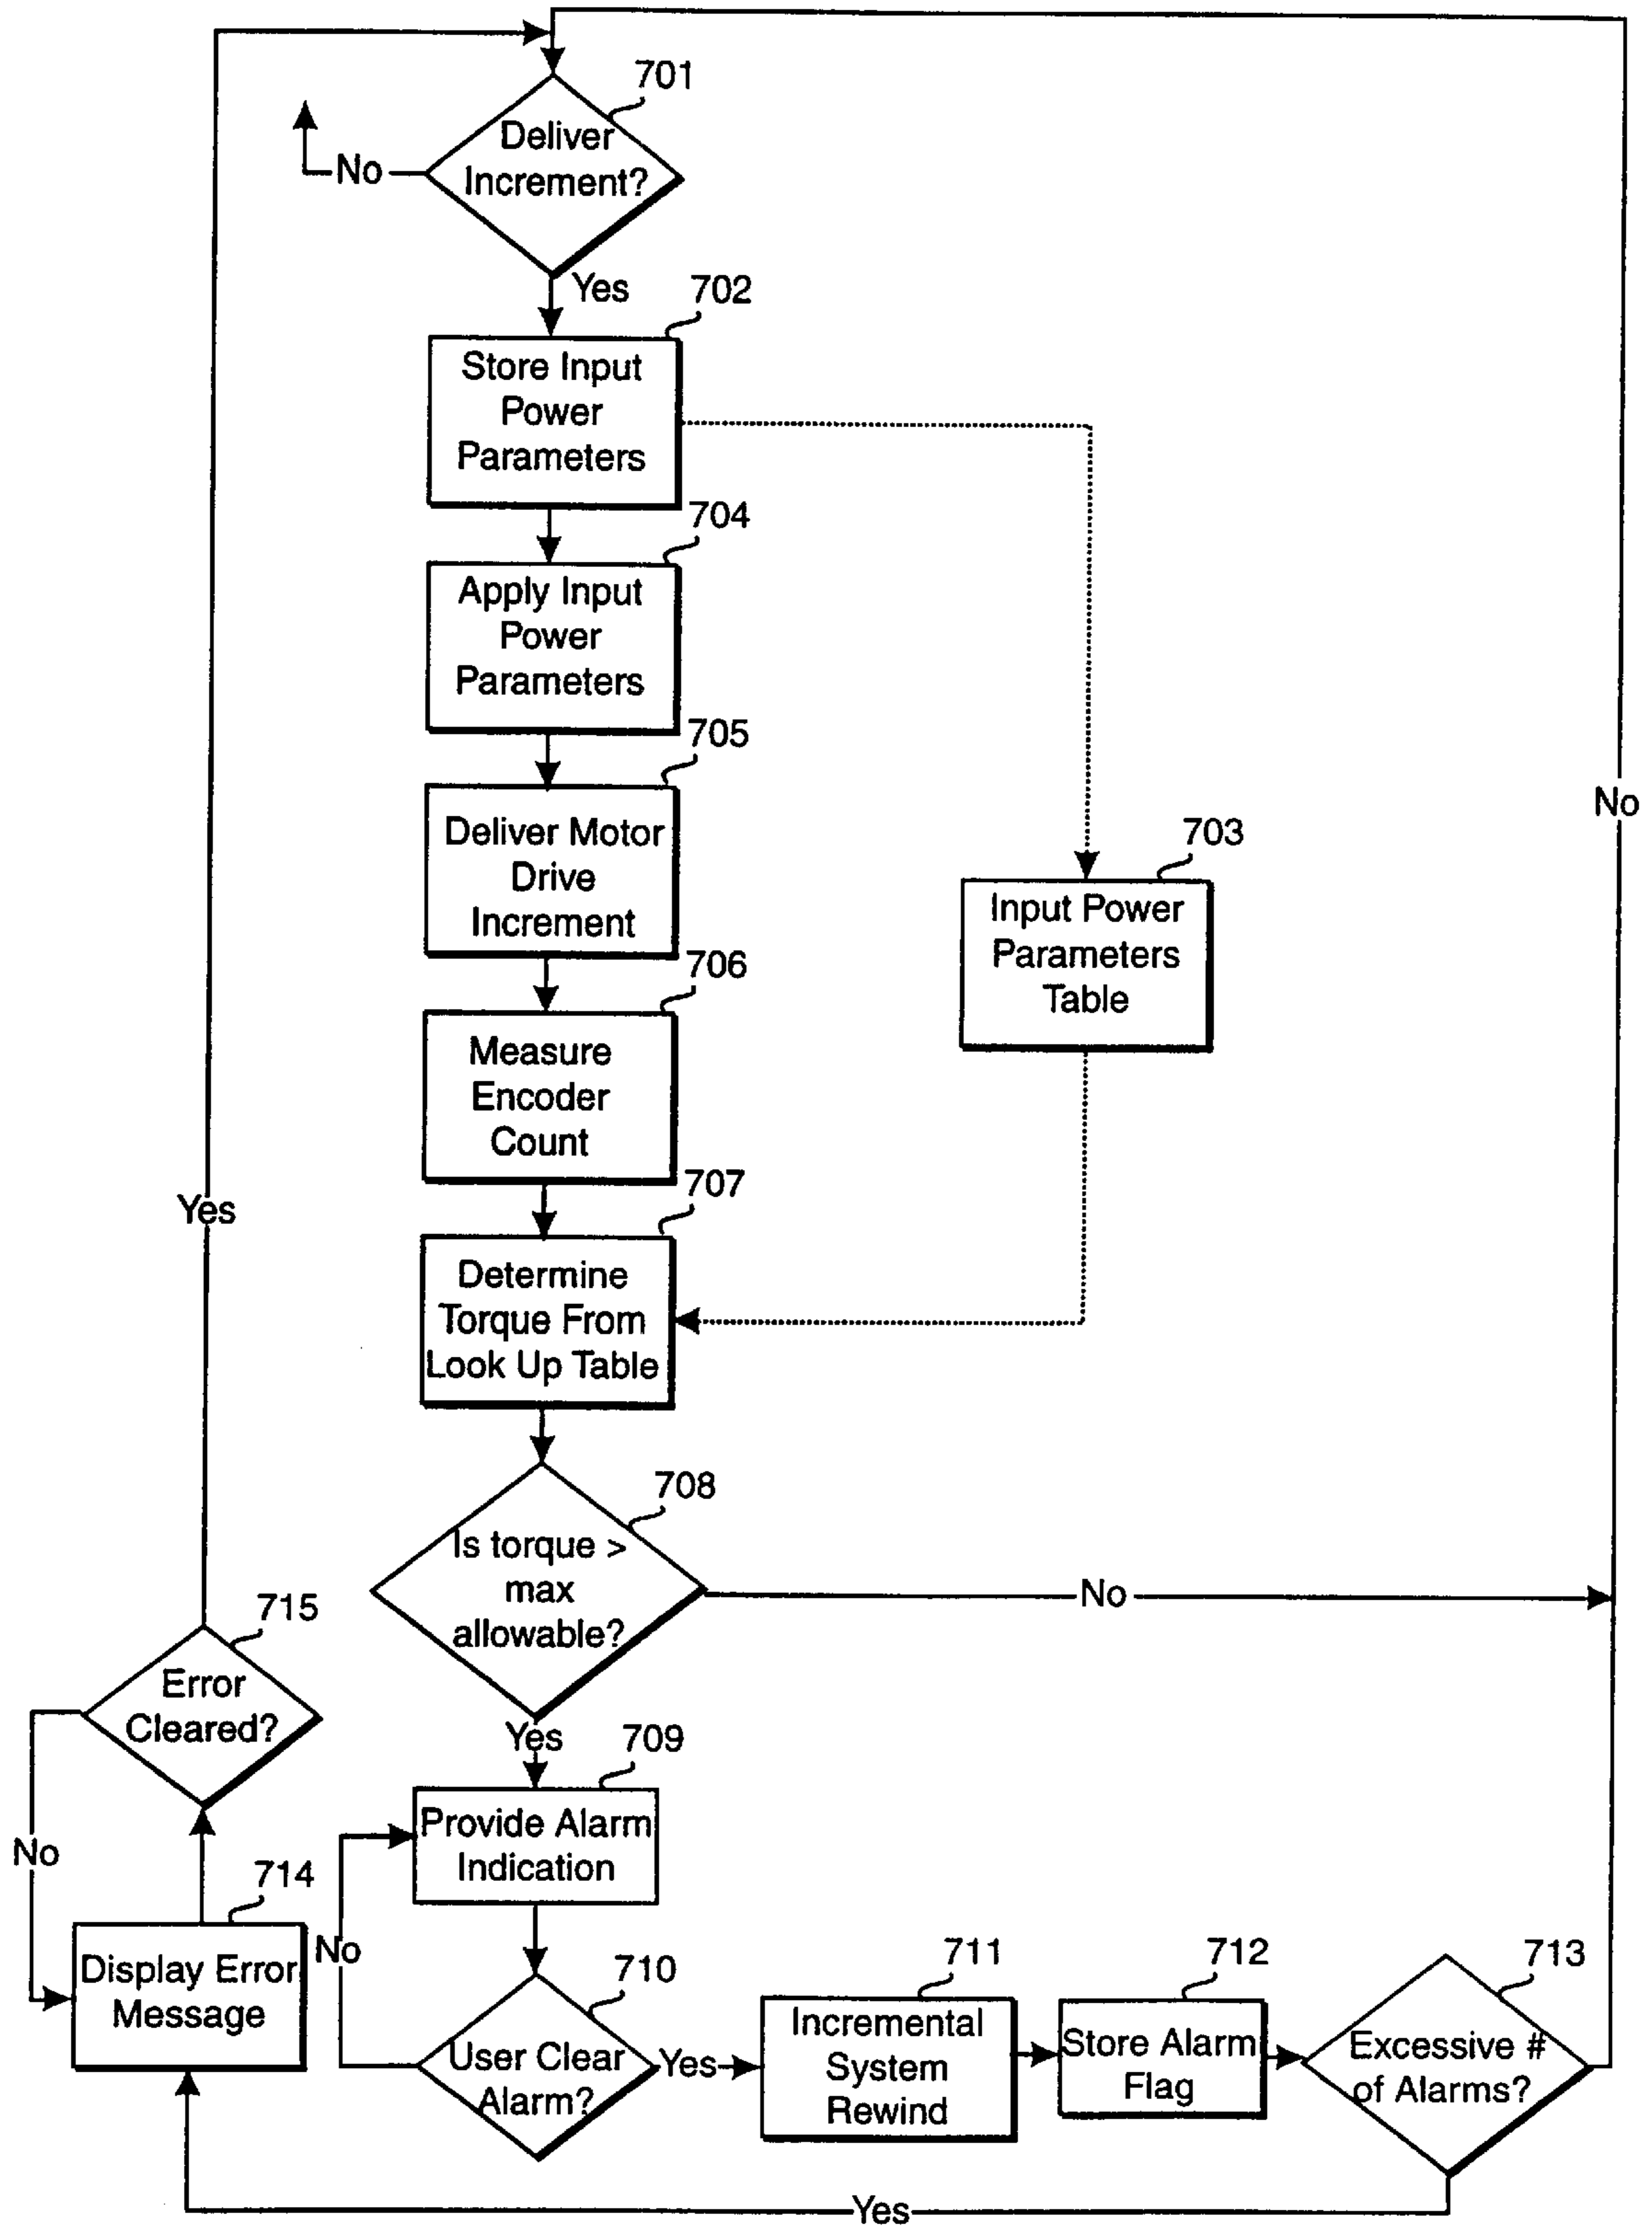 701
Deliver
Increment?
No
Yes
702
Store Input
Power
Parameters
704
Apply Input
Power
Parameters
705
Deliver Motor
Drive
Increment
No
703
Input Power
Parameters
Table
706
Measure
Encoder
Count
707
Yes
Determine
Torque From
Look Up Table
708
Is torque >
max
allowable?
No
715
Error
Cleared?
No
Yes
709
Provide Alarm
Indication
714
Display Error
Message
No
710
User Clear
Alarm?
Yes
711
Incremental
System
Rewind
712
Store Alarm
Flag
713
Excessive #
of Alarms?
Yes